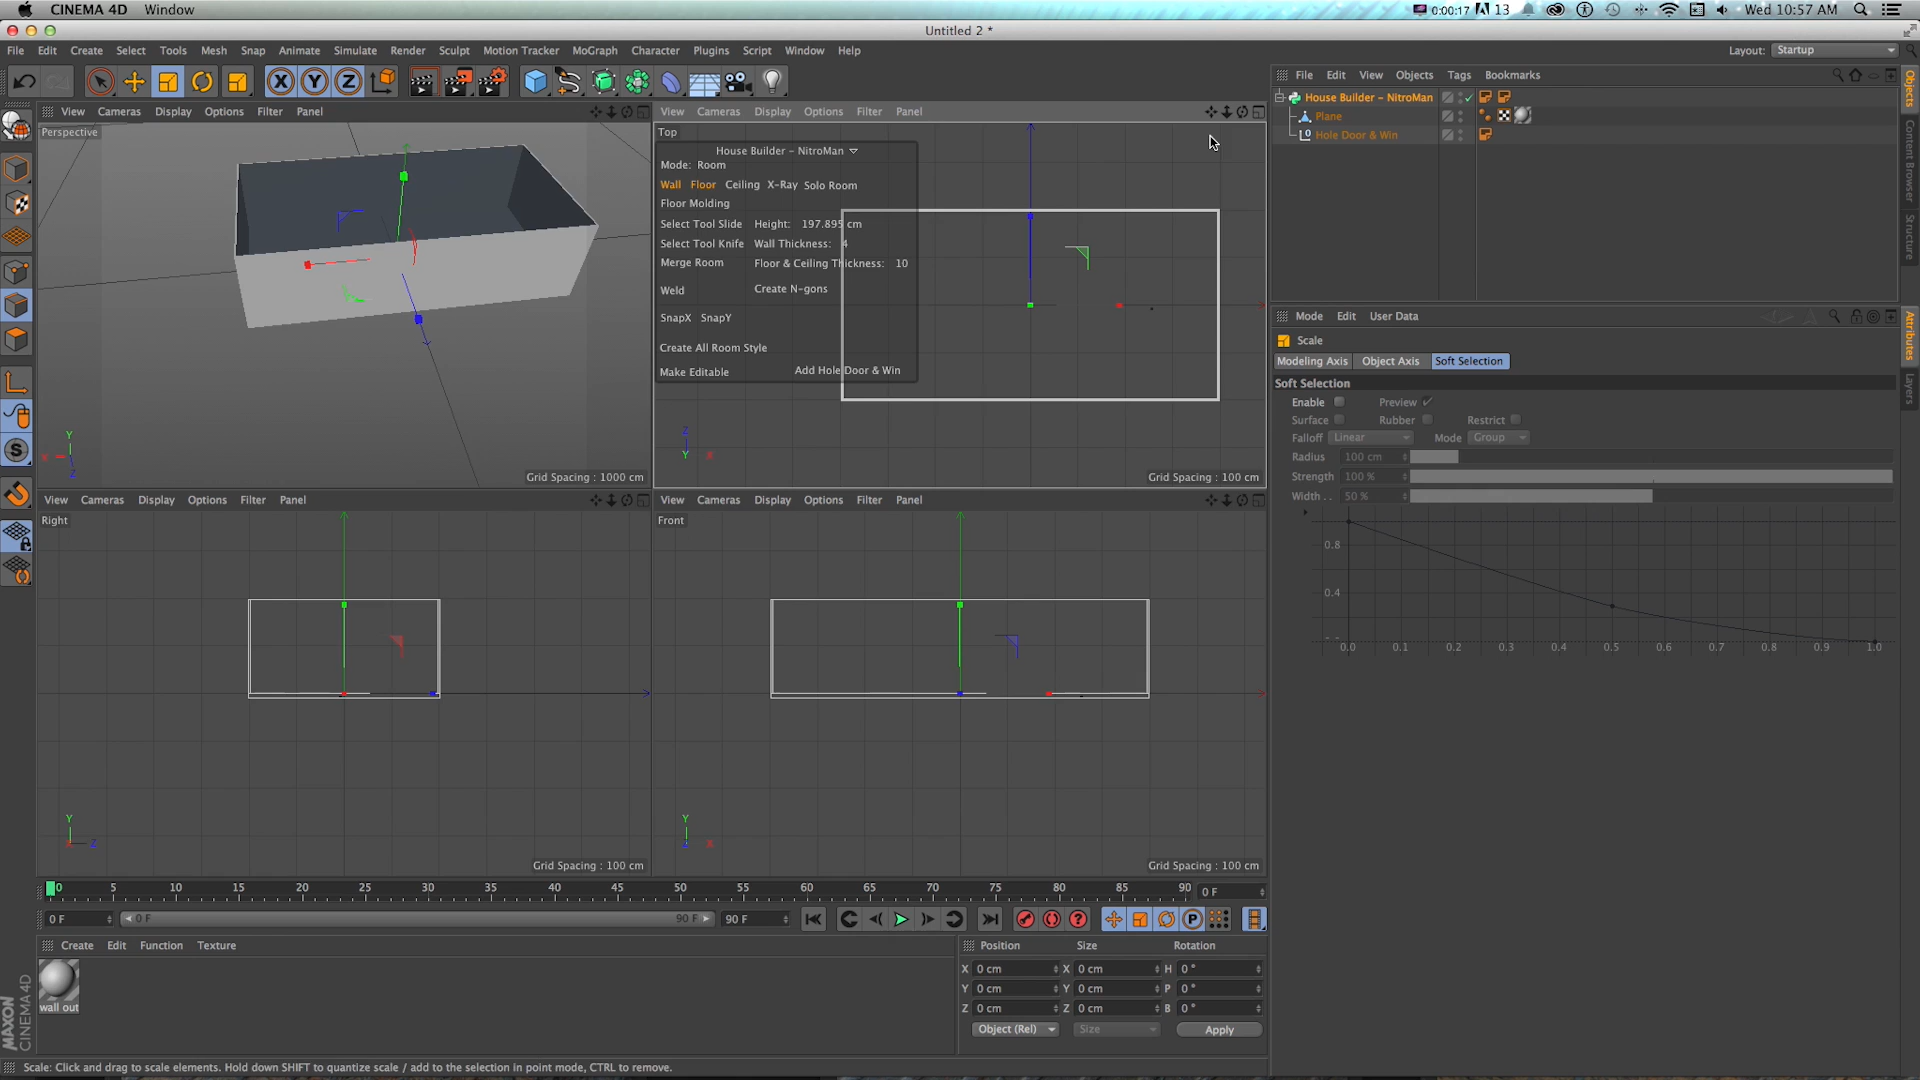 CINEMA 4D Window 0:00:17 13 Wed 10:57 AM
Untitled 2 *
File Edit Create Select Tools Mesh Snap Animate Simulate Render Sculpt Motion Tracker MoGraph Character Plugins Script Window Help Layout: Startup
File Edit View Objects Tags Bookmarks
House Builder - NitroMan
Plane
Hole Door & Win
View Cameras Display Options Filter Panel
Perspective
Grid Spacing : 1000 cm
View Cameras Display Options Filter Panel
Top
House Builder - NitroMan
Mode: Room
Wall Floor Ceiling X-Ray Solo Room
Floor Molding
Select Tool Slide Height: 197.895 cm
Select Tool Knife Wall Thickness: 4
Merge Room Floor & Ceiling Thickness: 10
Weld Create N-gons
SnapX SnapY
Create All Room Style
Make Editable Add Hole Door & Win
Grid Spacing : 100 cm
View Cameras Display Options Filter Panel
Right
Grid Spacing : 100 cm
View Cameras Display Options Filter Panel
Front
Grid Spacing : 100 cm
Mode Edit User Data
Scale
Modeling Axis Object Axis Soft Selection
Soft Selection
Enable Preview
Surface Rubber Restrict
Falloff Linear Mode Group
Radius 100 cm
Strength 100 %
Width . . 50 %
0.8
0.4
0.0 0.1 0.2 0.3 0.4 0.5 0.6 0.7 0.8 0.9 1.0
Objects
Content Browser
Structure
Attributes
Layers
0 5 10 15 20 25 30 35 40 45 50 55 60 65 70 75 80 85 90 0 F
0 F 0 F 90 F 90 F
Create Edit Function Texture
wall out
Position Size Rotation
X 0 cm X 0 cm H 0 °
Y 0 cm Y 0 cm P 0 °
Z 0 cm Z 0 cm B 0 °
Object (Rel) Size Apply
MAXON
CINEMA 4D
Scale: Click and drag to scale elements. Hold down SHIFT to quantize scale / add to the selection in point mode, CTRL to remove.